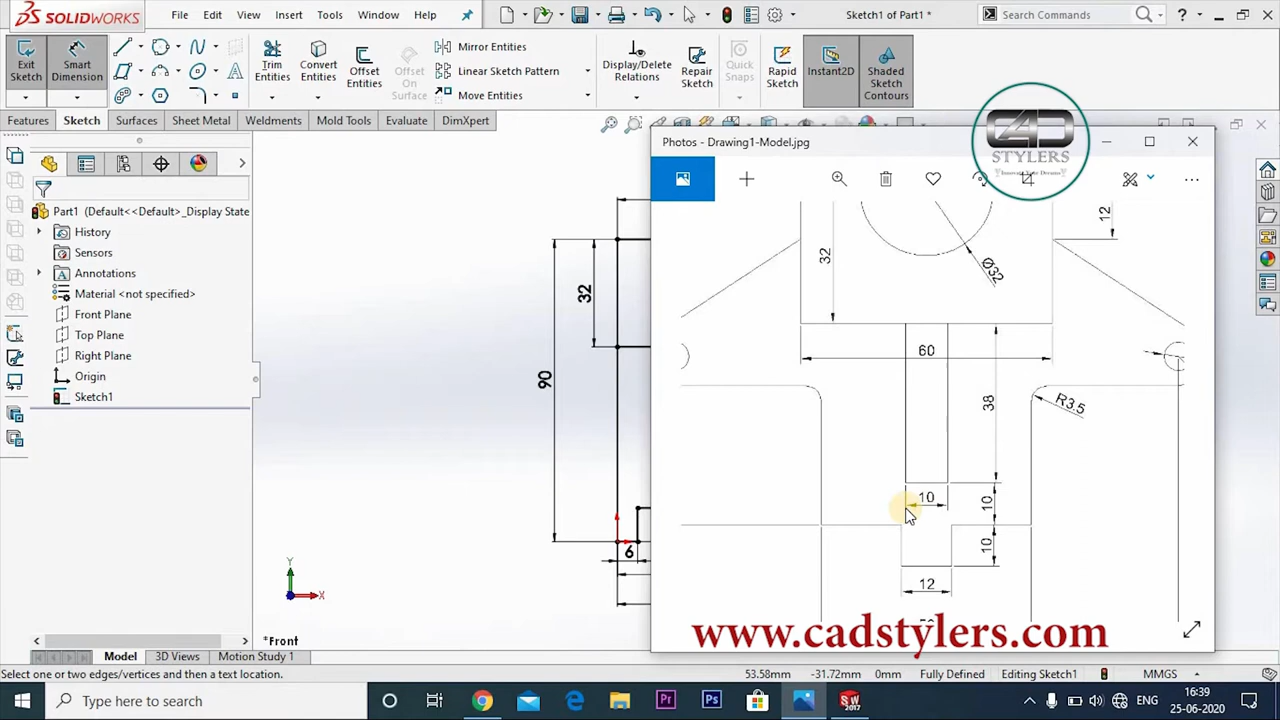 SOLIDWORKS
File Edit View Insert Tools Window Help
Sketch1 of Part1 *
Search Commands
Exit Sketch
Smart Dimension
Trim Entities
Convert Entities
Offset Entities
Offset On Surface
Mirror Entities
Linear Sketch Pattern
Move Entities
Display/Delete Relations
Repair Sketch
Quick Snaps
Rapid Sketch
Instant2D
Shaded Sketch Contours
Features Sketch Surfaces Sheet Metal Weldments Mold Tools Evaluate DimXpert
CAD
STYLERS
Innovate Your Dreams
Photos - Drawing1-Model.jpg
Part1 (Default<<Default>_Display State
History
Sensors
Annotations
Material <not specified>
Front Plane
Top Plane
Right Plane
Origin
Sketch1
90
32
6
12
32
Ø32
60
38
R3.5
10
10
10
12
www.cadstylers.com
Y
X
*Front
Model 3D Views Motion Study 1
Select one or two edges/vertices and then a text location.
53.58mm -31.72mm 0mm Fully Defined Editing Sketch1 MMGS
Type here to search
Pr
Ps
SW
2017
ENG
16:39
25-06-2020